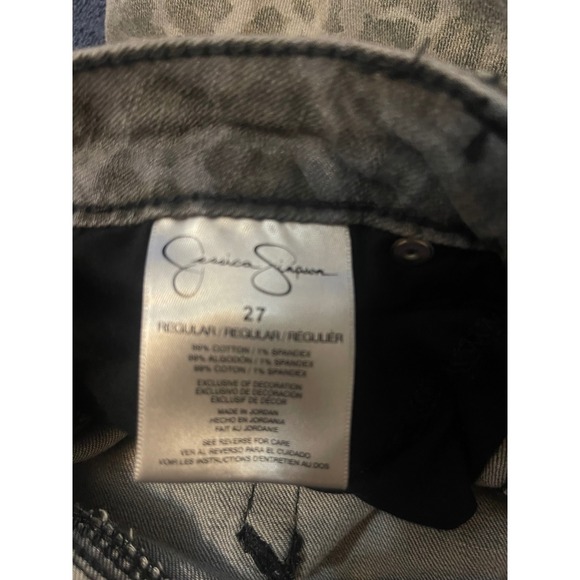 Jessica Simpson
27
REGULAR / REGULAR / RÉGULIER
99% COTTON / 1% SPANDEX
99% ALGODÓN / 1% SPANDEX
99% COTON / 1% SPANDEX
EXCLUSIVE OF DECORATION
EXCLUSIVO DE DECORACIÓN
EXCLUSIF DE DÉCOR
MADE IN JORDAN
HECHO EN JORDANIA
FAIT AU JORDANIE
SEE REVERSE FOR CARE
VER AL REVERSO PARA EL CUIDADO
VOIR LES INSTRUCTIONS D'ENTRETIEN AU DOS